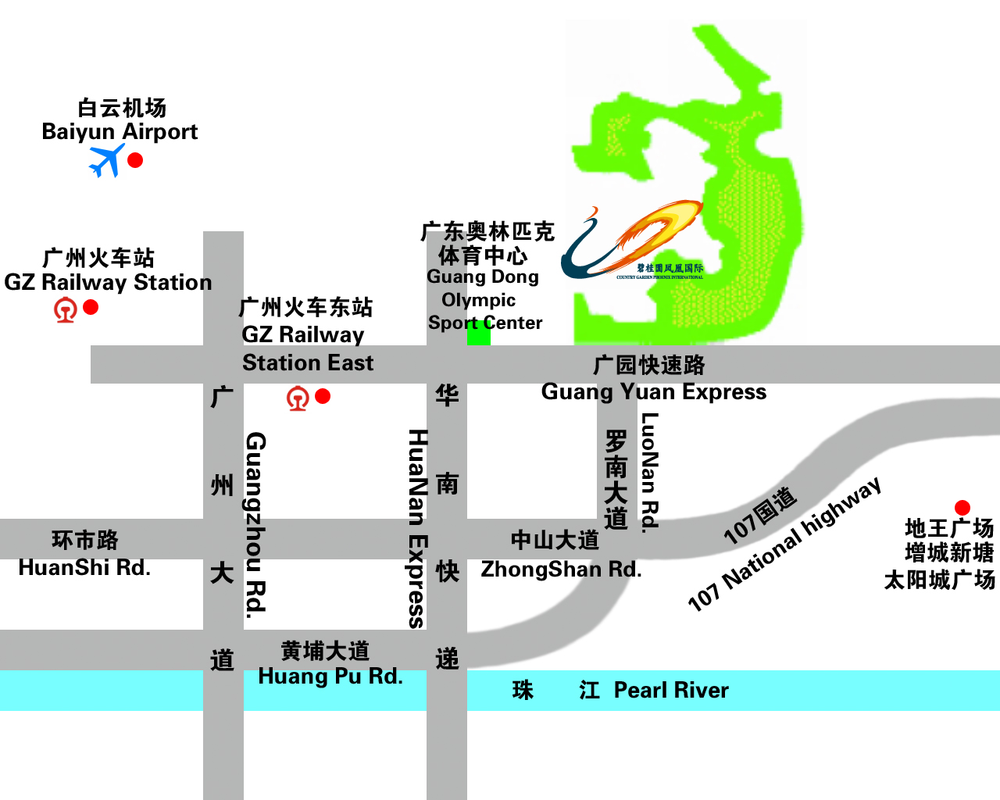 白云机场
Baiyun Airport
广州火车站
GZ Railway Station
广州火车东站
GZ Railway
Station East
广东奥林匹克
体育中心
Guang Dong
Olympic
Sport Center
碧桂园凤凰国际
COUNTRY GARDEN PHOENIX INTERNATIONAL
广园快速路
Guang Yuan Express
广州大道
Guangzhou Rd.
华南快递
HuaNan Express
罗南大道
LuoNan Rd.
107国道
107 National highway
地王广场
增城新塘
太阳城广场
环市路
HuanShi Rd.
中山大道
ZhongShan Rd.
黄埔大道
Huang Pu Rd.
珠 江 Pearl River